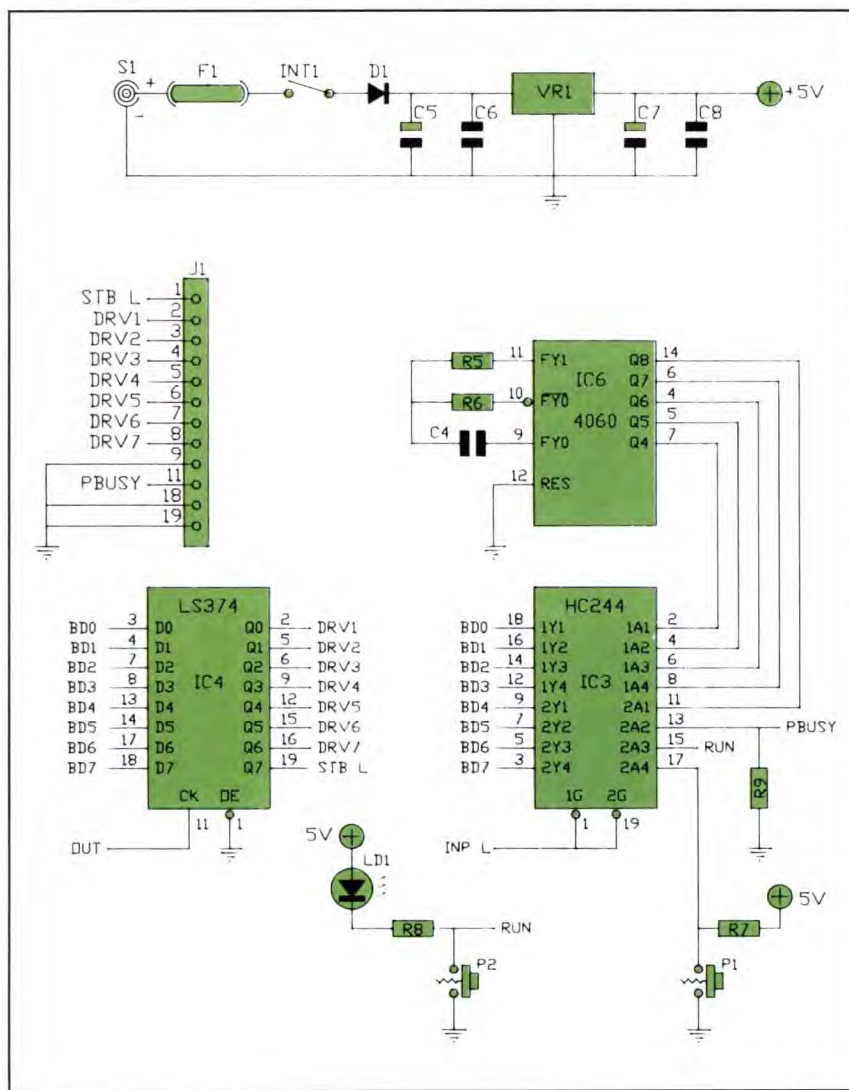 S1 + F1 INT1 D1 VR1 +5V
- C5 C6 C7 C8
J1
STB L 1
DRV1 2
DRV2 3
DRV3 4
DRV4 5
DRV5 6
DRV6 7
DRV7 8
9
PBUSY 11
18
19
R5 11 FY1 Q8 14
IC6 Q7 6
R6 10 FY0 Q6 4
4060 Q5 5
C4 9 FY0 Q4 7
12 RES
LS374
BD0 3 D0 Q0 2 DRV1
BD1 4 D1 Q1 5 DRV2
BD2 7 D2 Q2 6 DRV3
BD3 8 D3 IC4 Q3 9 DRV4
BD4 13 D4 Q4 12 DRV5
BD5 14 D5 Q5 15 DRV6
BD6 17 D6 Q6 16 DRV7
BD7 18 D7 Q7 19 STB L
CK OE
OUT 11 1
HC244
BD0 18 1Y1 1A1 2
BD1 16 1Y2 1A2 4
BD2 14 1Y3 1A3 6
BD3 12 1Y4 IC3 1A4 8
BD4 9 2Y1 2A1 11
BD5 7 2Y2 2A2 13 PBUSY
BD6 5 2Y3 2A3 15 RUN
BD7 3 2Y4 2A4 17
1G 2G
INP L 1 19
R9
5V
LD1
R8 RUN
P2
5V
R7
P1